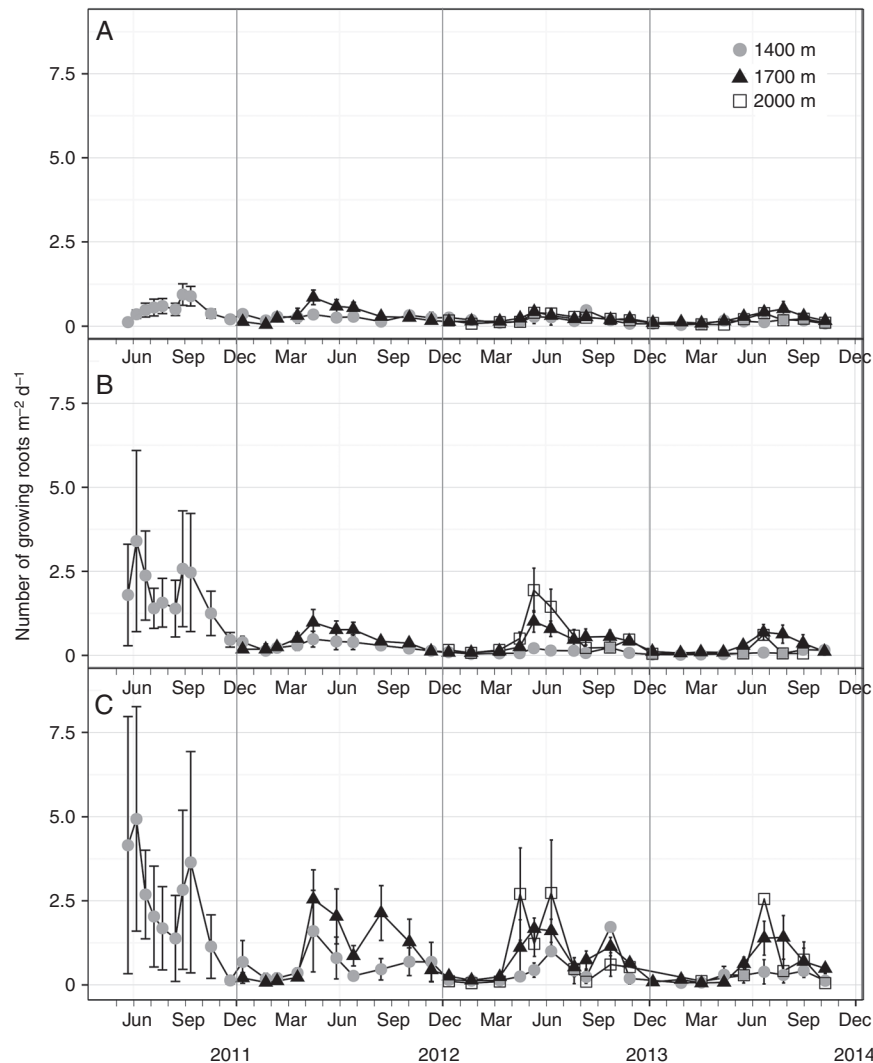 A
1400 m
1700 m
2000 m
7.5
5.0
2.5
0
Jun Sep Dec Mar Jun Sep Dec Mar Jun Sep Dec Mar Jun Sep Dec
B
7.5
5.0
2.5
0
Jun Sep Dec Mar Jun Sep Dec Mar Jun Sep Dec Mar Jun Sep Dec
Number of growing roots m⁻² d⁻¹
C
7.5
5.0
2.5
0
Jun Sep Dec Mar Jun Sep Dec Mar Jun Sep Dec Mar Jun Sep Dec
2011 2012 2013 2014